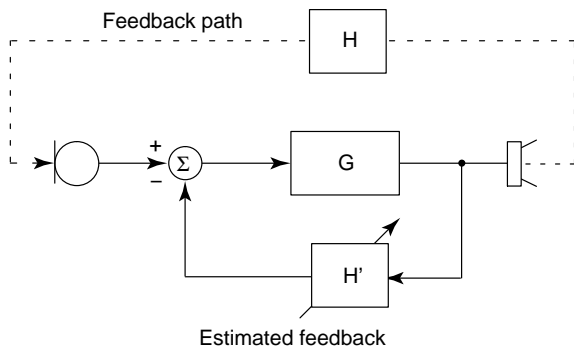 Feedback path
H
+
Σ
G
−
H'
Estimated feedback